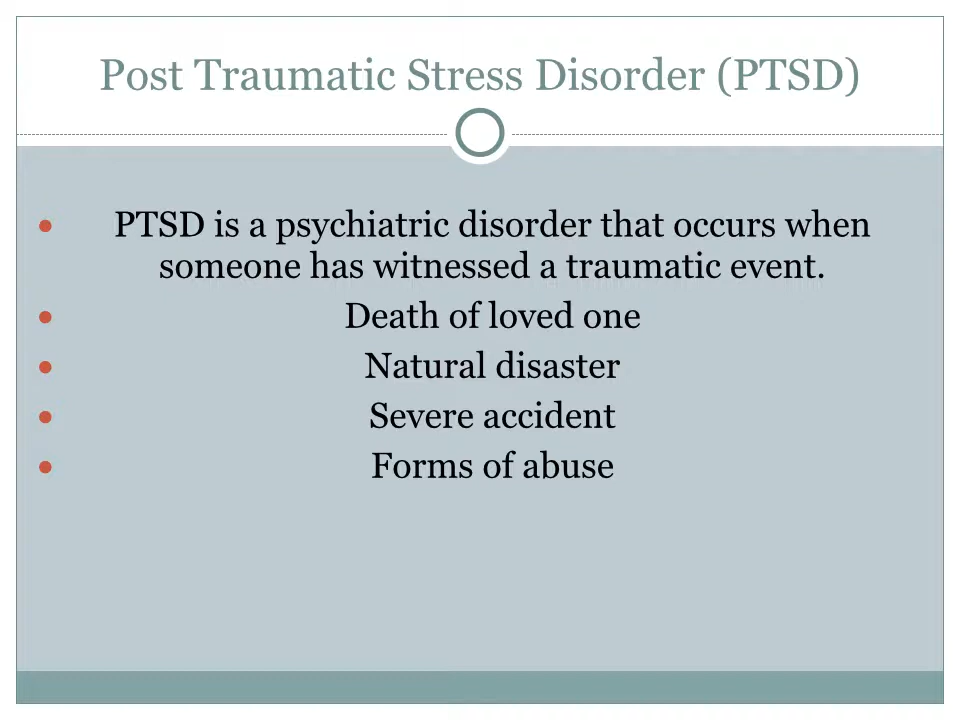 Post Traumatic Stress Disorder (PTSD)
PTSD is a psychiatric disorder that occurs when
someone has witnessed a traumatic event.
Death of loved one
Natural disaster
Severe accident
Forms of abuse